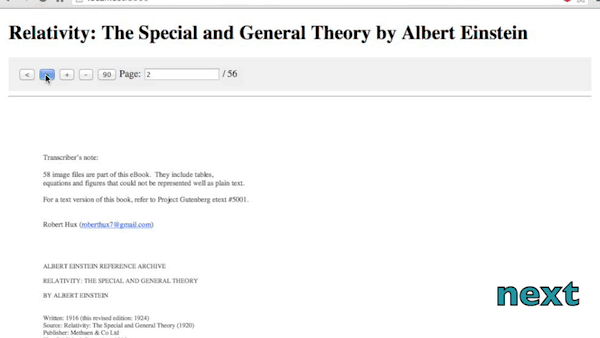 Relativity: The Special and General Theory by Albert Einstein
< + - 90 Page: 2 / 56
Transcriber's note:
58 image files are part of this eBook. They include tables,
equations and figures that could not be represented well as plain text.
For a text version of this book, refer to Project Gutenberg etext #5001.
Robert Hux (roberthux7@gmail.com)
ALBERT EINSTEIN REFERENCE ARCHIVE
RELATIVITY: THE SPECIAL AND GENERAL THEORY
BY ALBERT EINSTEIN
next
Written: 1916 (this revised edition: 1924)
Source: Relativity: The Special and General Theory (1920)
Publisher: Methuen & Co Ltd